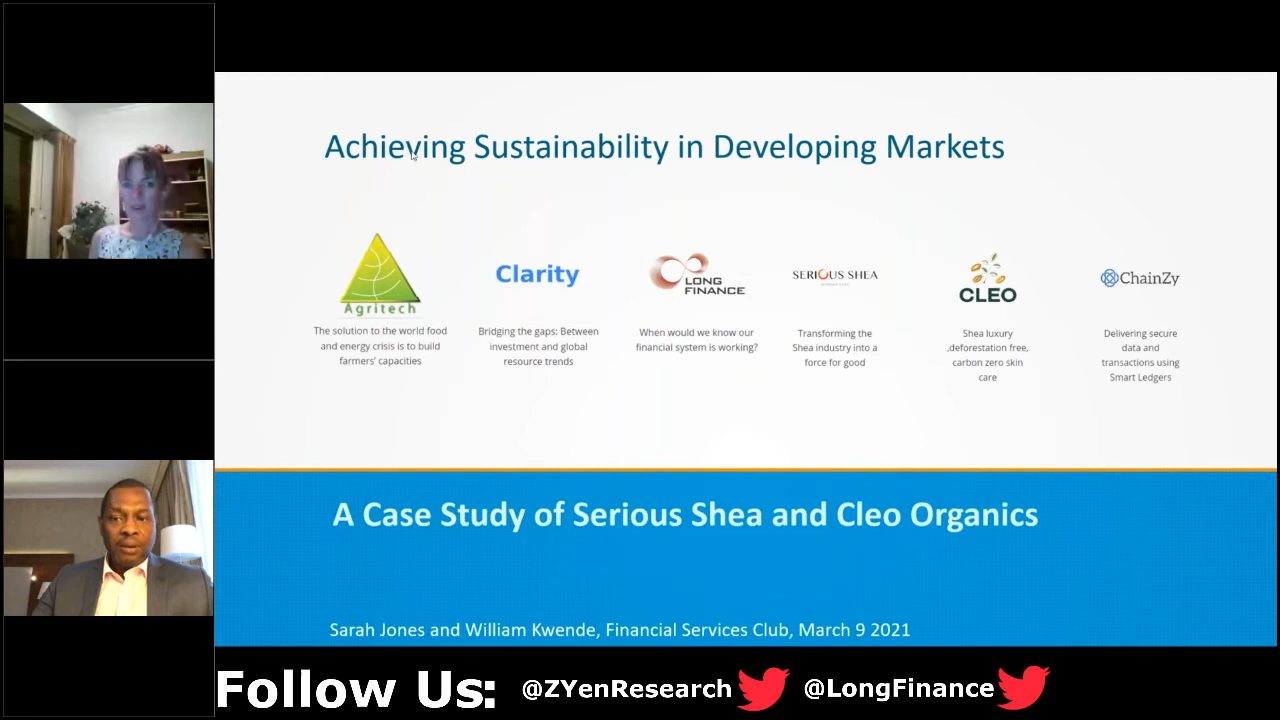 Achieving Sustainability in Developing Markets
Agritech
The solution to the world food
and energy crisis is to build
farmers' capacities
Clarity
Bridging the gaps: Between
investment and global
resource trends
LONG
FINANCE
When would we know our
financial system is working?
SERIOUS SHEA
Transforming the
Shea industry into a
force for good
CLEO
Shea luxury
,deforestation free,
carbon zero skin
care
ChainZy
Delivering secure
data and
transactions using
Smart Ledgers
A Case Study of Serious Shea and Cleo Organics
Sarah Jones and William Kwende, Financial Services Club, March 9 2021
Follow Us: @ZYenResearch @LongFinance